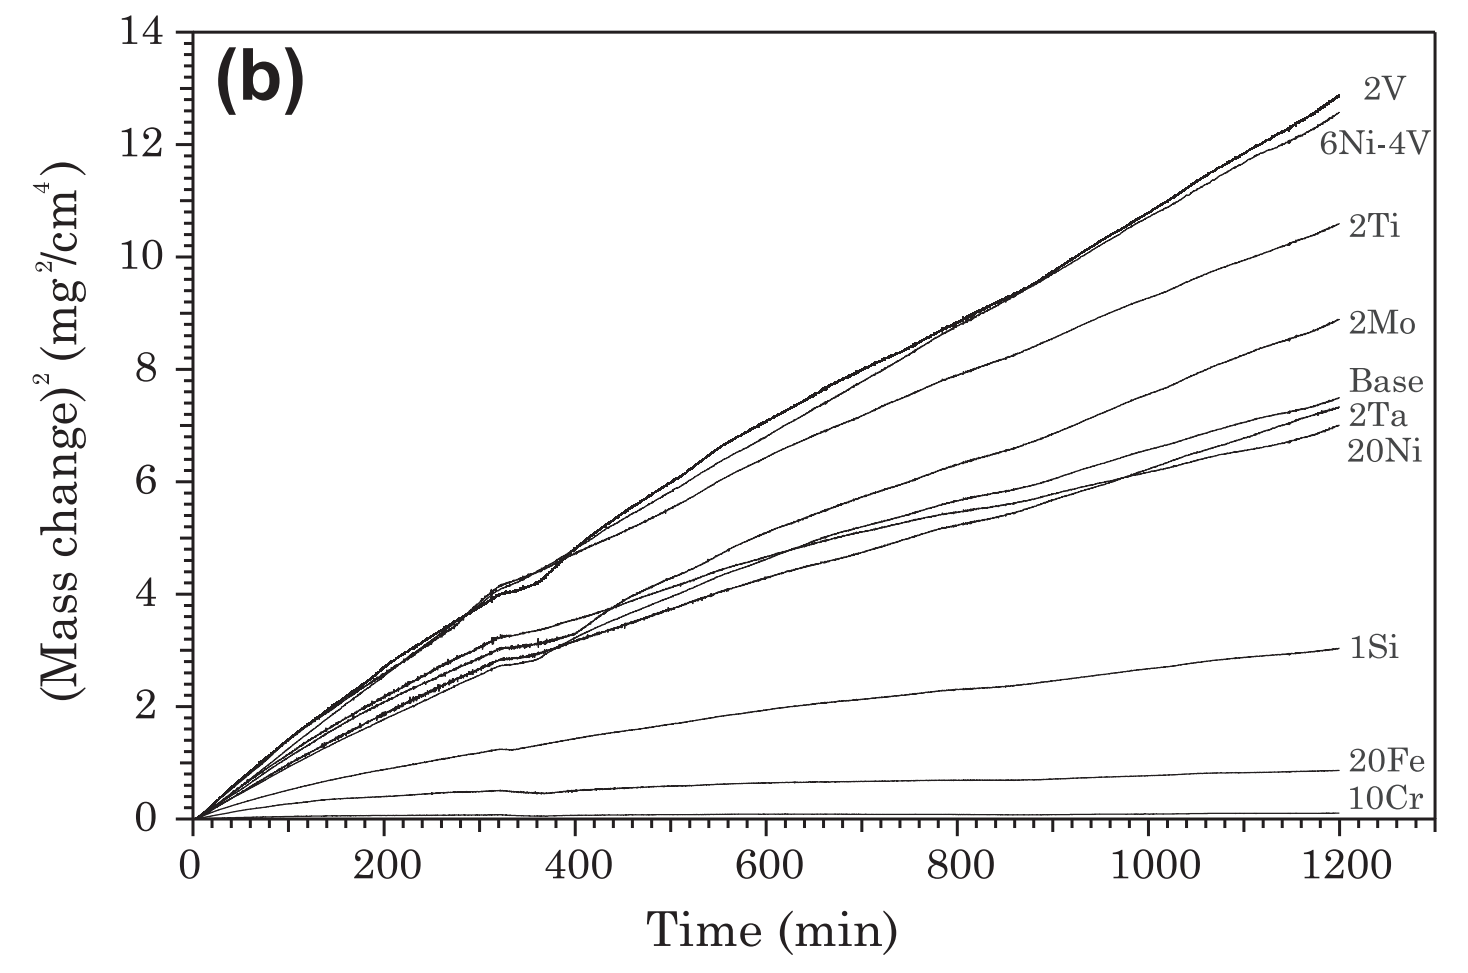 (b)
(Mass change)² (mg²/cm⁴)
14
12
10
8
6
4
2
0
2V
6Ni-4V
2Ti
2Mo
Base
2Ta
20Ni
1Si
20Fe
10Cr
0 200 400 600 800 1000 1200
Time (min)